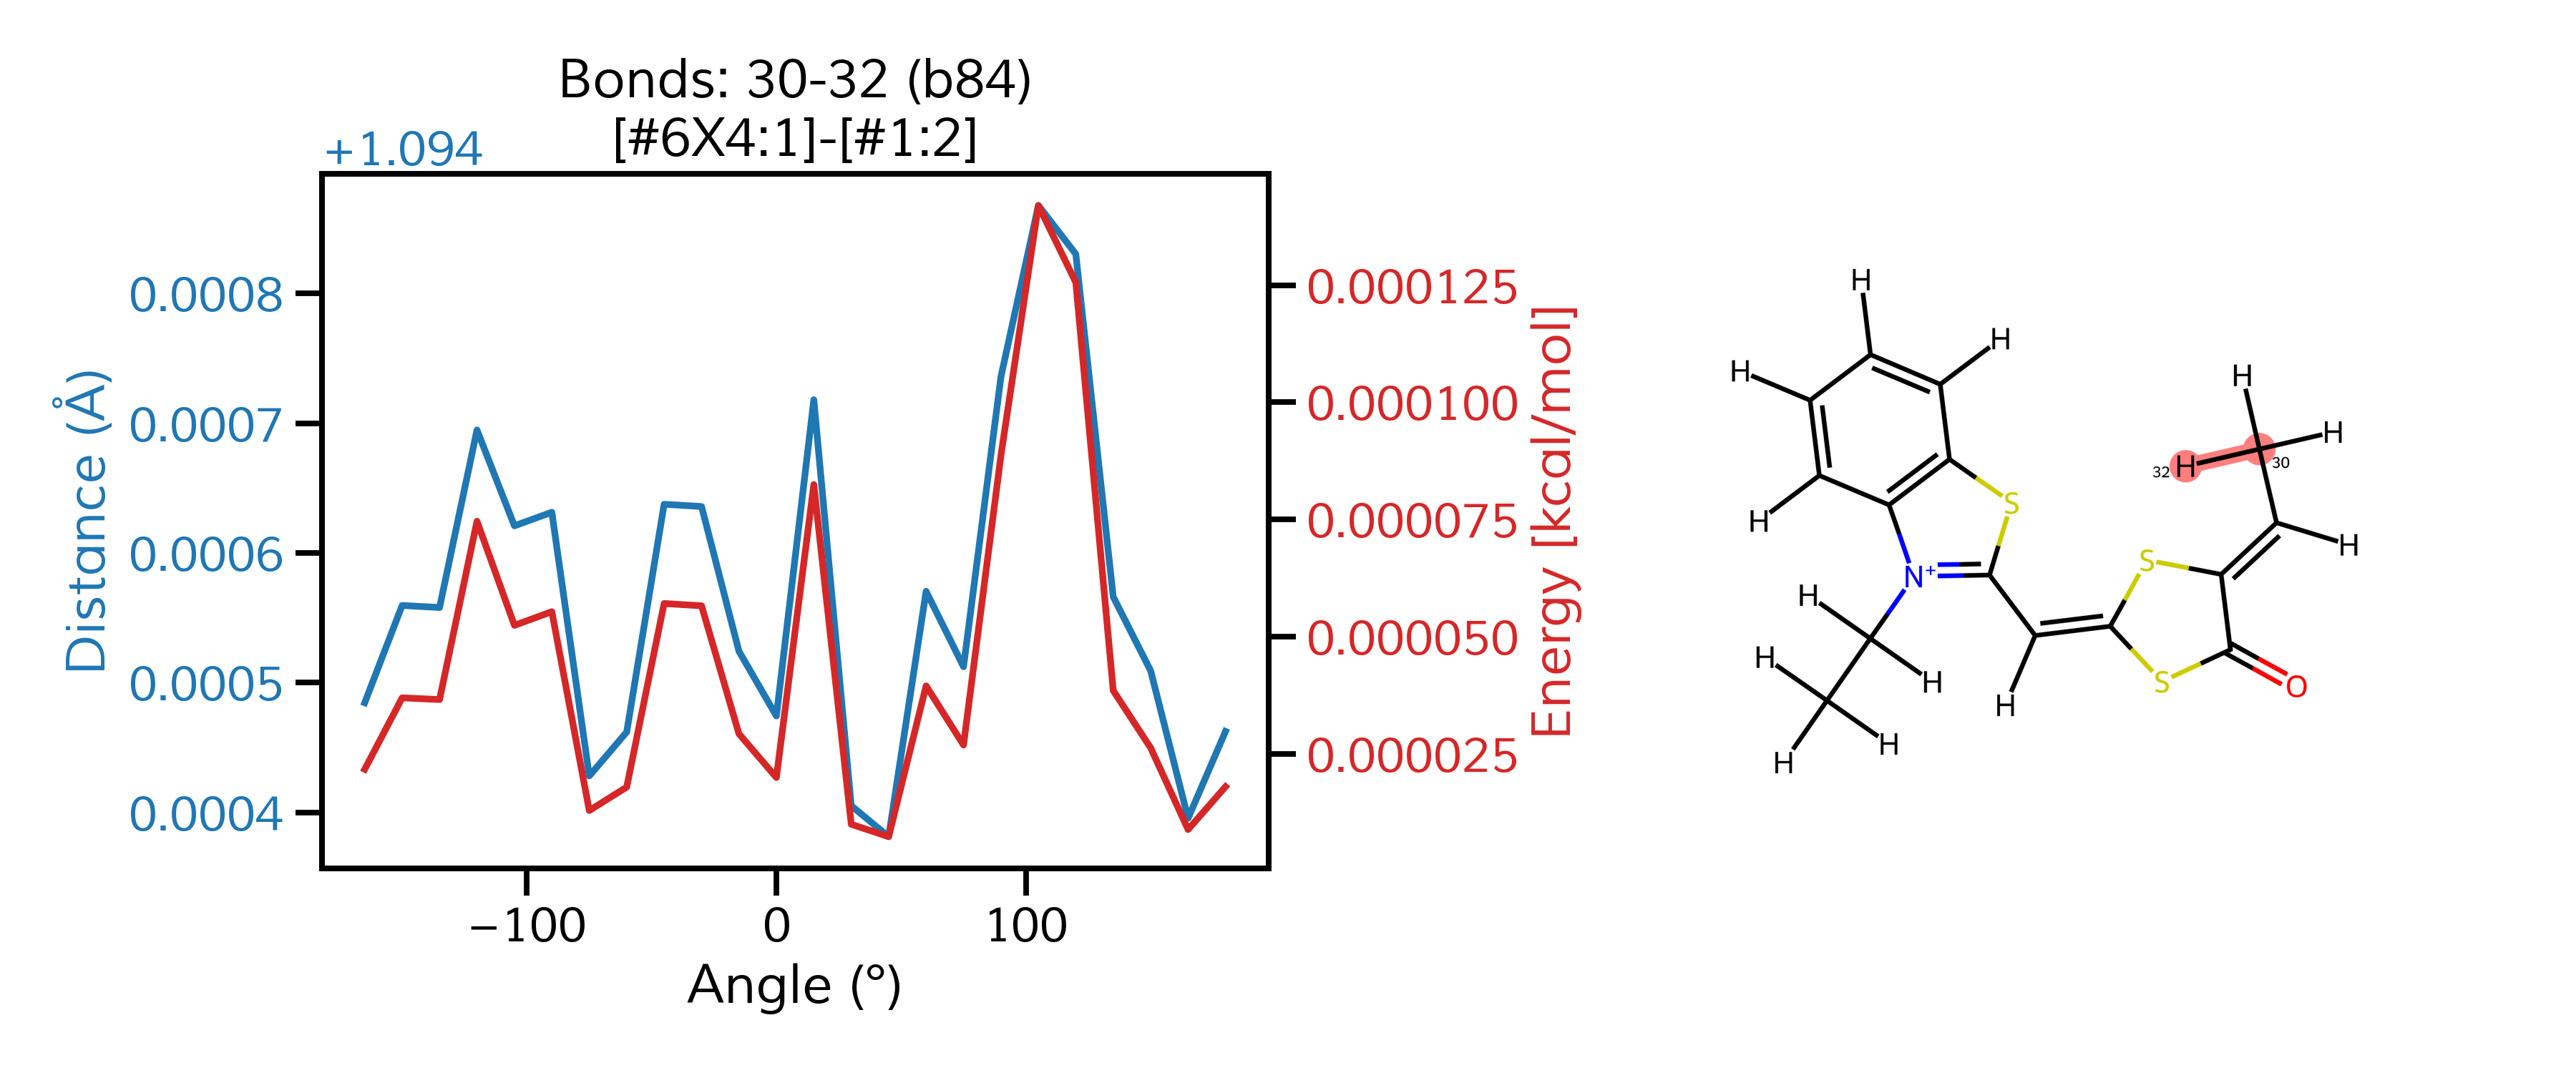 Bonds: 30-32 (b84)
[#6X4:1]-[#1:2]
+1.094
Distance (Å)
0.0008
0.0007
0.0006
0.0005
0.0004
−100
0
100
Angle (°)
0.000125
0.000100
0.000075
0.000050
0.000025
Energy [kcal/mol]
H
H
H
H
H
H
32 H
30
S
S
H
N+
H
S
O
H
H
H
H
H
H